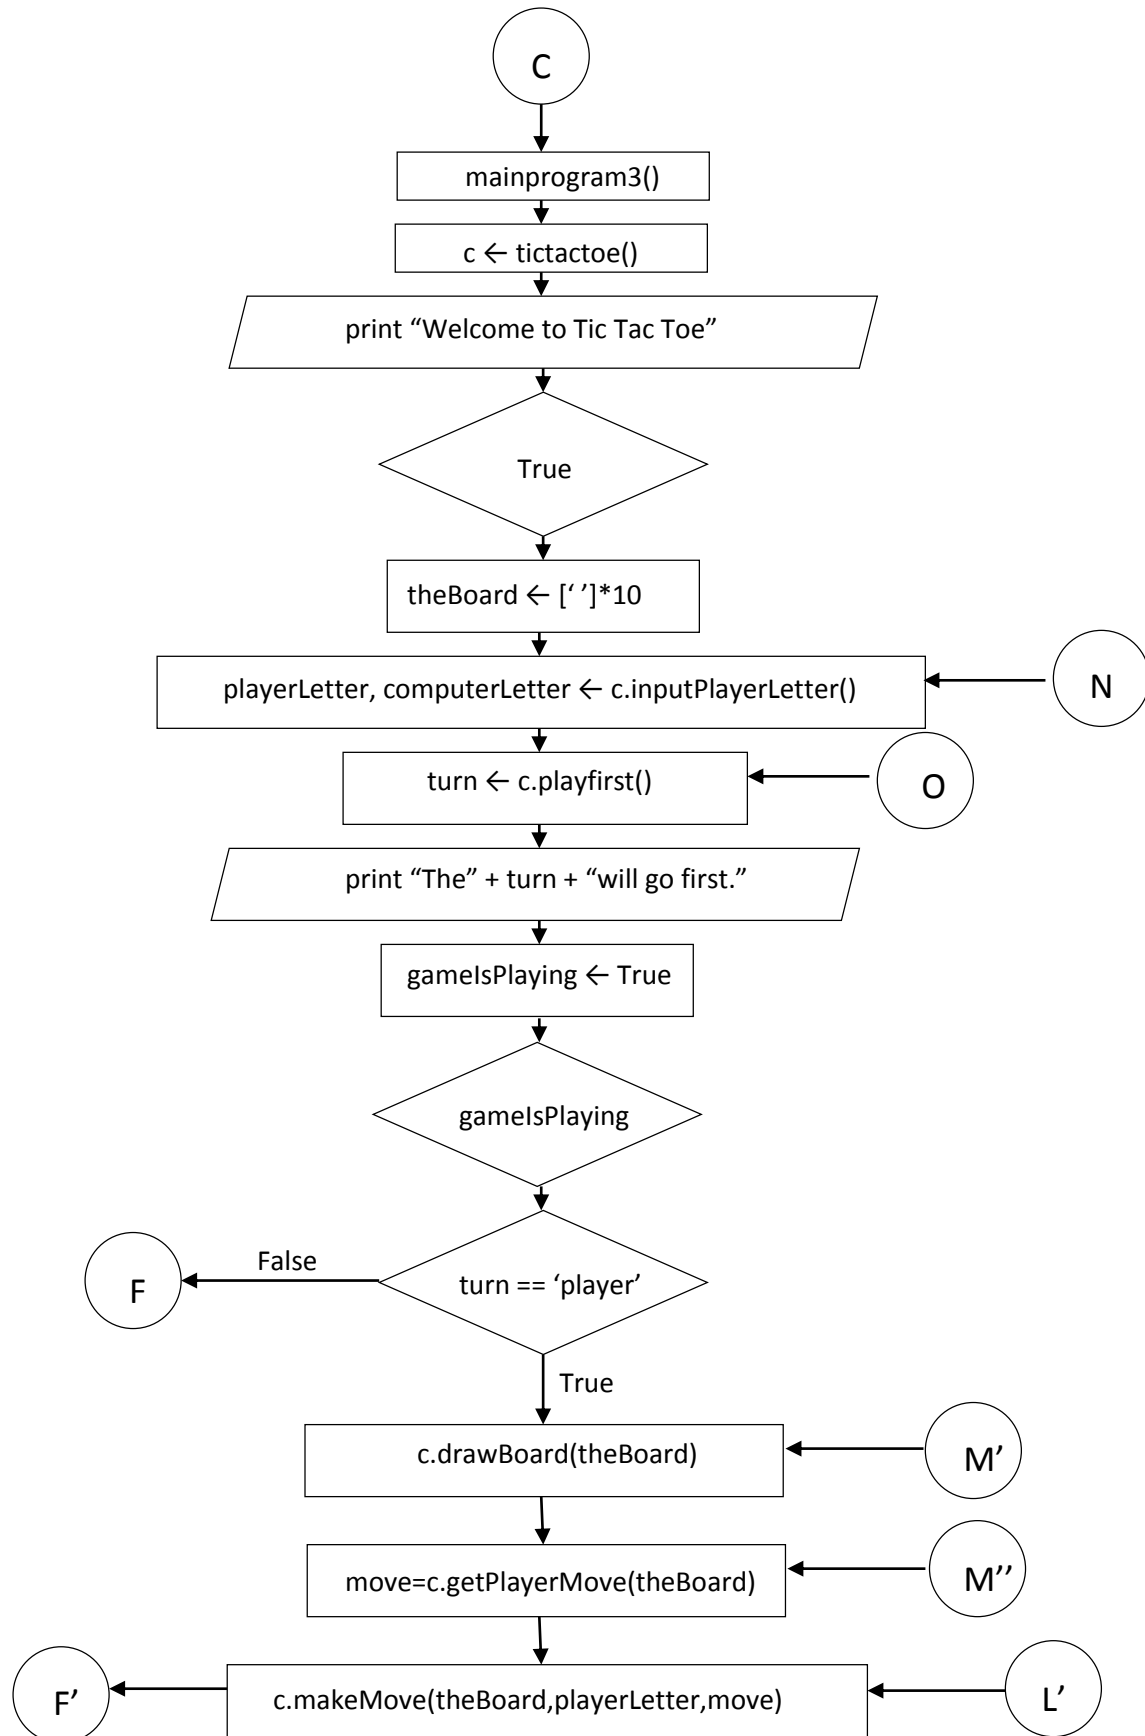 C
mainprogram3()
c ← tictactoe()
print “Welcome to Tic Tac Toe”
True
theBoard ← [‘ ’]*10
playerLetter, computerLetter ← c.inputPlayerLetter()
N
turn ← c.playfirst()
O
print “The” + turn + “will go first.”
gameIsPlaying ← True
gameIsPlaying
False
F
turn == ‘player’
True
c.drawBoard(theBoard)
M’
move=c.getPlayerMove(theBoard)
M’’
F’
c.makeMove(theBoard,playerLetter,move)
L’